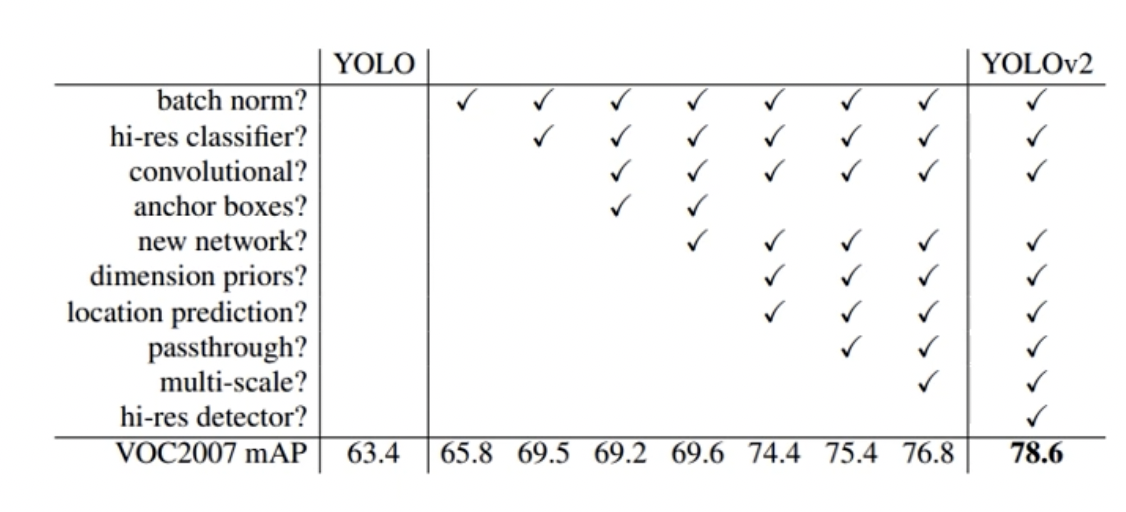 YOLO YOLOv2
batch norm? ✓ ✓ ✓ ✓ ✓ ✓ ✓ ✓
hi-res classifier? ✓ ✓ ✓ ✓ ✓ ✓ ✓
convolutional? ✓ ✓ ✓ ✓ ✓ ✓
anchor boxes? ✓ ✓
new network? ✓ ✓ ✓ ✓ ✓
dimension priors? ✓ ✓ ✓ ✓
location prediction? ✓ ✓ ✓ ✓
passthrough? ✓ ✓ ✓
multi-scale? ✓ ✓
hi-res detector? ✓
VOC2007 mAP 63.4 65.8 69.5 69.2 69.6 74.4 75.4 76.8 78.6